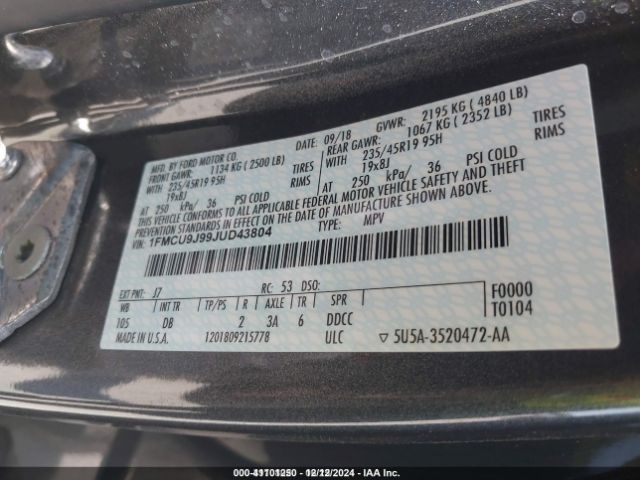 MFD. BY FORD MOTOR CO.
DATE: 09/18
GVWR: 2195 KG ( 4840 LB)
FRONT GAWR: 1134 KG ( 2500 LB)
REAR GAWR: 1067 KG ( 2352 LB)
WITH 235/45R19 95H TIRES
WITH 235/45R19 95H TIRES
19x8J RIMS
19x8J RIMS
AT 250 kPa/ 36 PSI COLD
AT 250 kPa/ 36 PSI COLD
THIS VEHICLE CONFORMS TO ALL APPLICABLE FEDERAL MOTOR VEHICLE SAFETY AND THEFT
PREVENTION STANDARDS IN EFFECT ON THE DATE OF MANUFACTURE SHOWN ABOVE.
VIN: 1FMCU9J99JUD43804
TYPE: MPV
EXT PNT: J7 RC: 53 DSO: F0000
WB INT TR TP/PS R AXLE TR SPR T0104
105 DB 2 3A 6 DDCC
MADE IN U.S.A. 1201809215778 ULC ▽ 5U5A-3520472-AA
12/12/2024 - IAA Inc.